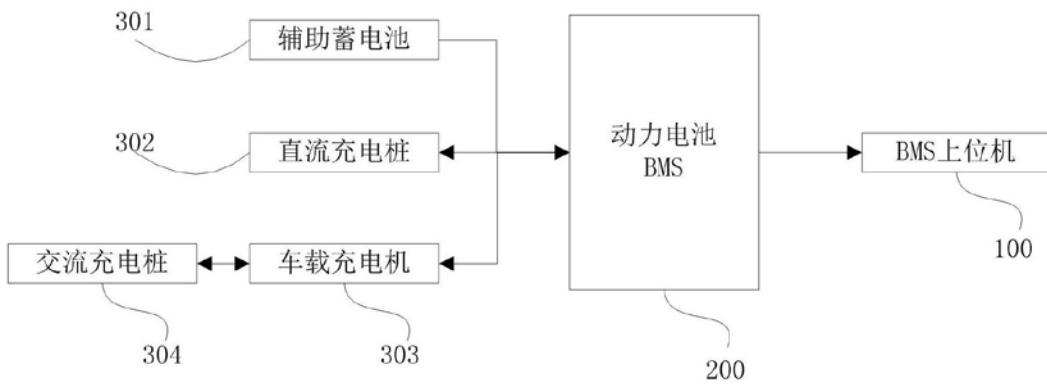 301
辅助蓄电池
302
直流充电桩
动力电池
BMS
BMS上位机
100
交流充电桩
车载充电机
304
303
200